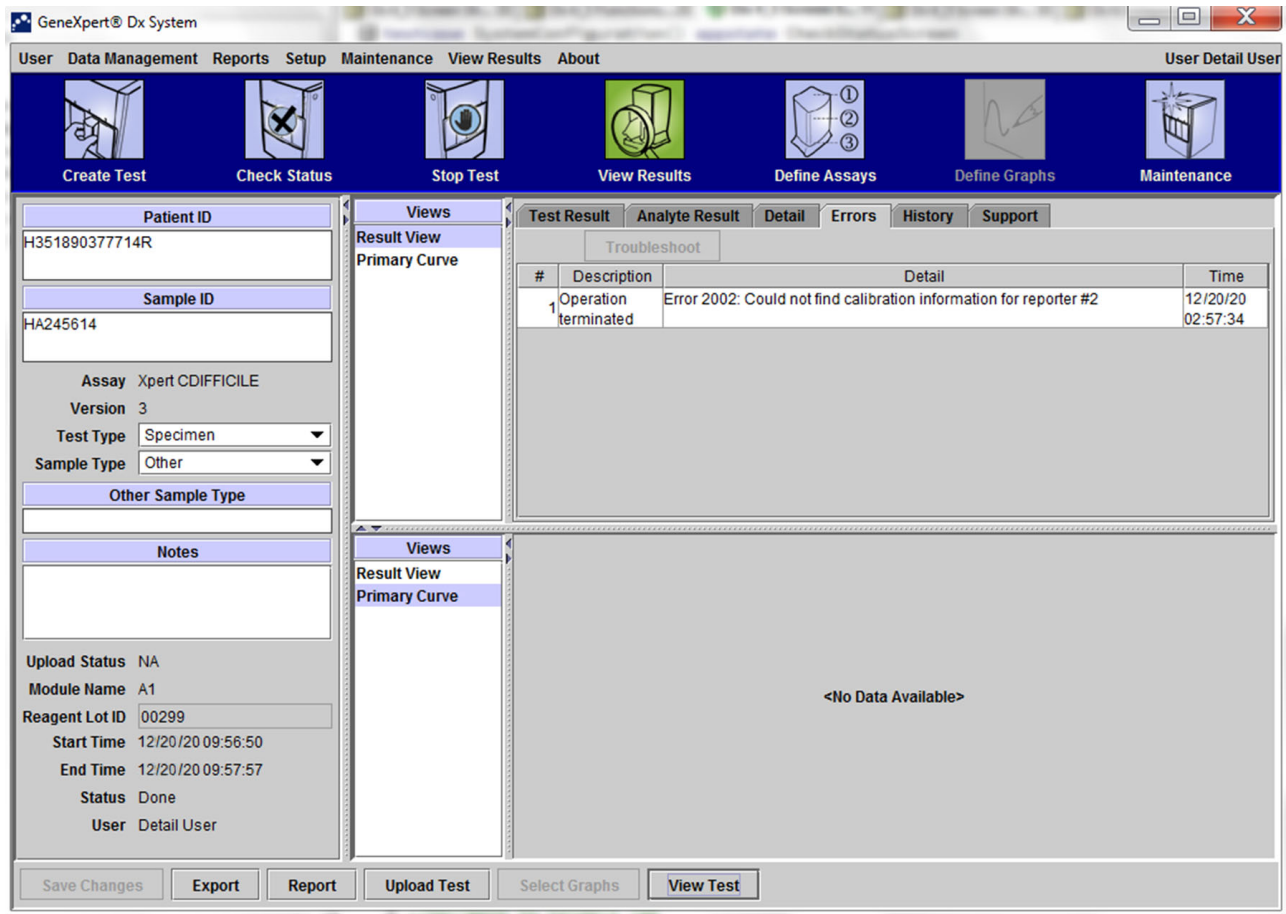 GeneXpert® Dx System
User Data Management Reports Setup Maintenance View Results About User Detail User
Create Test Check Status Stop Test View Results Define Assays Define Graphs Maintenance
① ② ③
Patient ID
H351890377714R
Sample ID
HA245614
Assay Xpert CDIFFICILE
Version 3
Test Type Specimen
Sample Type Other
Other Sample Type
Notes
Upload Status NA
Module Name A1
Reagent Lot ID 00299
Start Time 12/20/20 09:56:50
End Time 12/20/20 09:57:57
Status Done
User Detail User
Views
Result View
Primary Curve
Test Result Analyte Result Detail Errors History Support
Troubleshoot
# Description Detail Time
1 Operation terminated Error 2002: Could not find calibration information for reporter #2 12/20/20 02:57:34
Views
Result View
Primary Curve
<No Data Available>
Save Changes Export Report Upload Test Select Graphs View Test